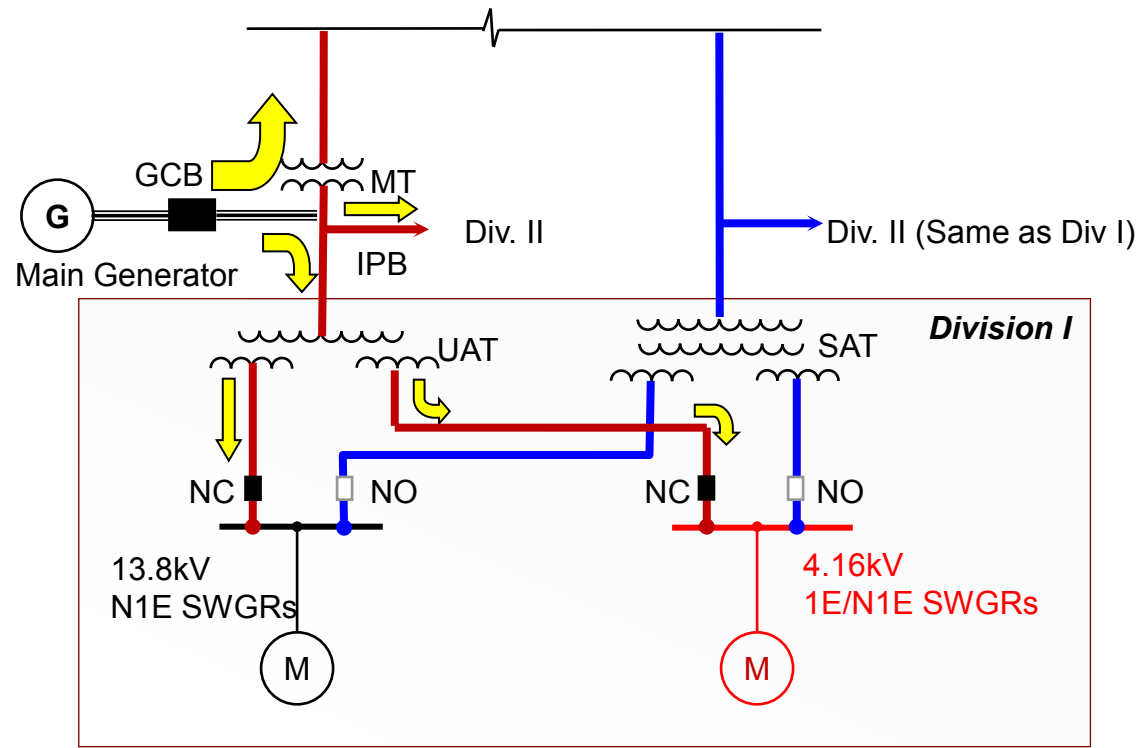 GCB
MT
G
Div. II
Div. II (Same as Div I)
Main Generator
IPB
Division I
UAT
SAT
NC
NO
NC
NO
13.8kV
N1E SWGRs
4.16kV
1E/N1E SWGRs
M
M